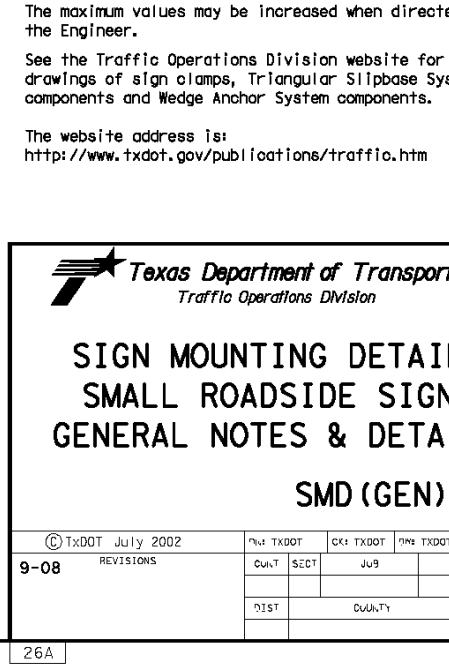 The maximum values may be increased when directe
the Engineer.
See the Traffic Operations Division website for
drawings of sign clamps, Triangular Slipbase Sys
components and Wedge Anchor System components.
The website address is:
http://www.txdot.gov/publications/traffic.htm
Texas Department of Transport
Traffic Operations Division
SIGN MOUNTING DETAI
SMALL ROADSIDE SIGN
GENERAL NOTES & DETA
SMD(GEN)
© TxDOT July 2002 DN: TXDOT CK: TXDOT DW: TXDOT
9-08 REVISIONS CONT SECT JOB
DIST COUNTY
26A